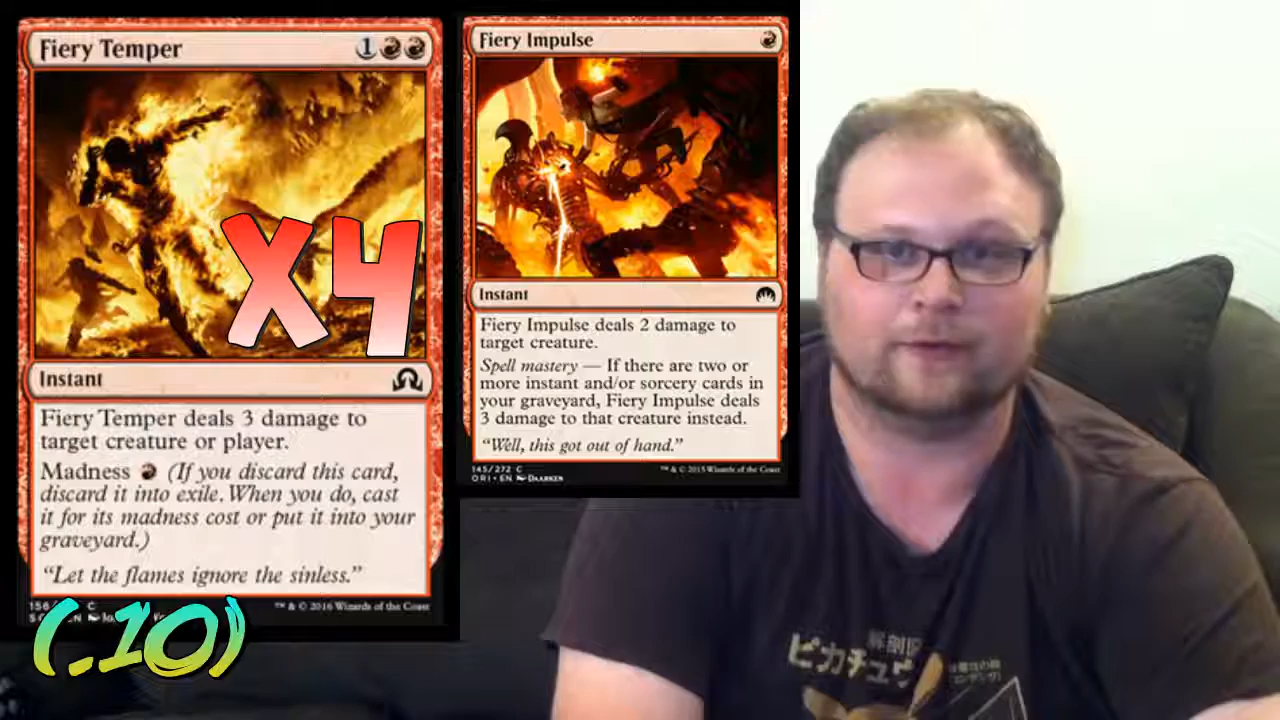 Fiery Temper 1
X4
Instant
Fiery Temper deals 3 damage to
target creature or player.
Madness (If you discard this card,
discard it into exile. When you do, cast
it for its madness cost or put it into your
graveyard.)
“Let the flames ignore the sinless.”
156/ C
™ & © 2016 Wizards of the Coast
(.10)
Fiery Impulse
Instant
Fiery Impulse deals 2 damage to
target creature.
Spell mastery — If there are two or
more instant and/or sorcery cards in
your graveyard, Fiery Impulse deals
3 damage to that creature instead.
“Well, this got out of hand.”
145/272 C
ORI • EN Daarken
™ & © 2015 Wizards of the Coast
ピカチュウ